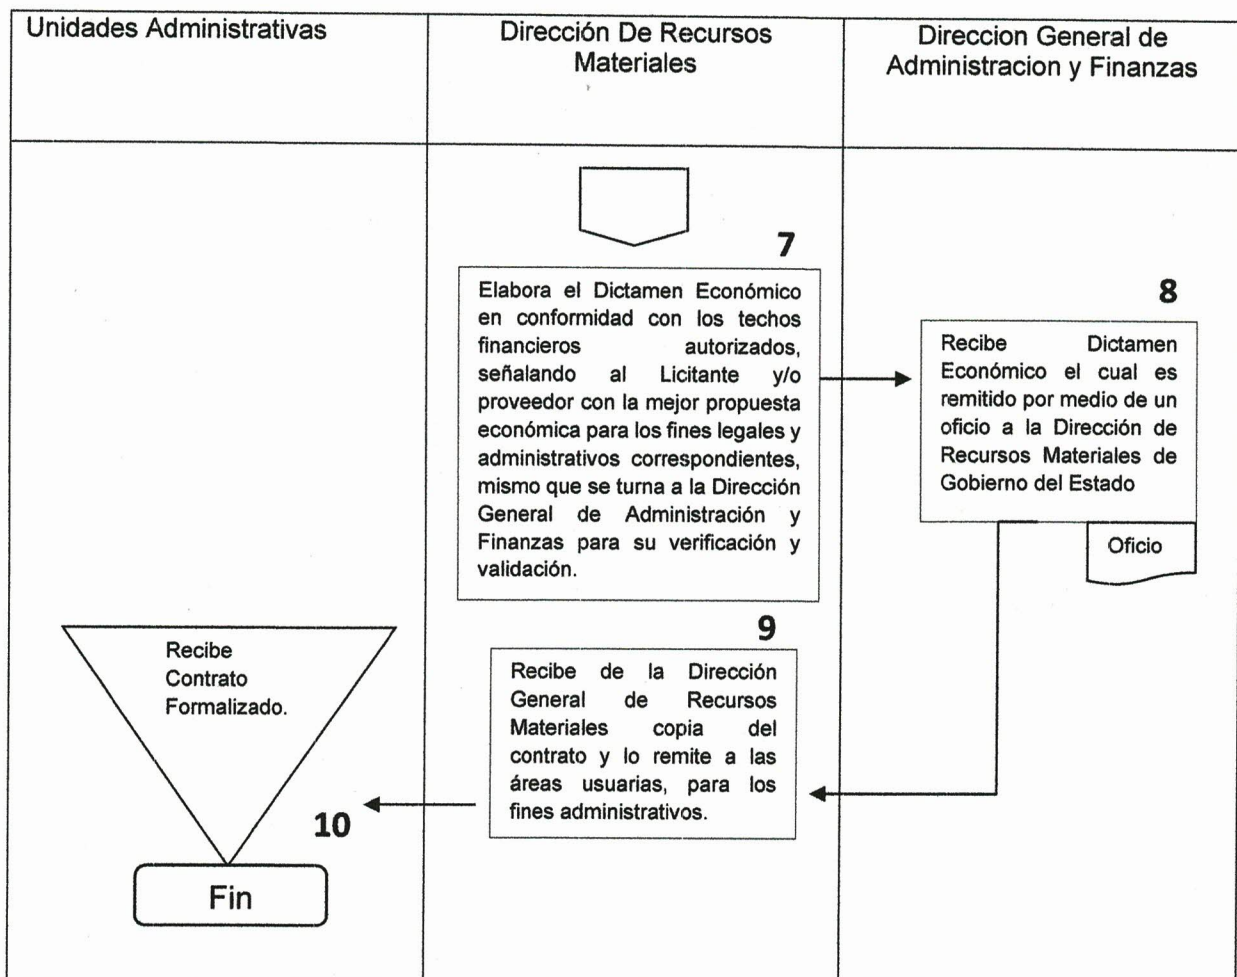 Unidades Administrativas
Dirección De Recursos
Materiales
Direccion General de
Administracion y Finanzas
7
Elabora el Dictamen Económico
en conformidad con los techos
financieros autorizados,
señalando al Licitante y/o
proveedor con la mejor propuesta
económica para los fines legales y
administrativos correspondientes,
mismo que se turna a la Dirección
General de Administración y
Finanzas para su verificación y
validación.
8
Recibe Dictamen
Económico el cual es
remitido por medio de un
oficio a la Dirección de
Recursos Materiales de
Gobierno del Estado
Oficio
9
Recibe de la Dirección
General de Recursos
Materiales copia del
contrato y lo remite a las
áreas usuarias, para los
fines administrativos.
Recibe
Contrato
Formalizado.
10
Fin